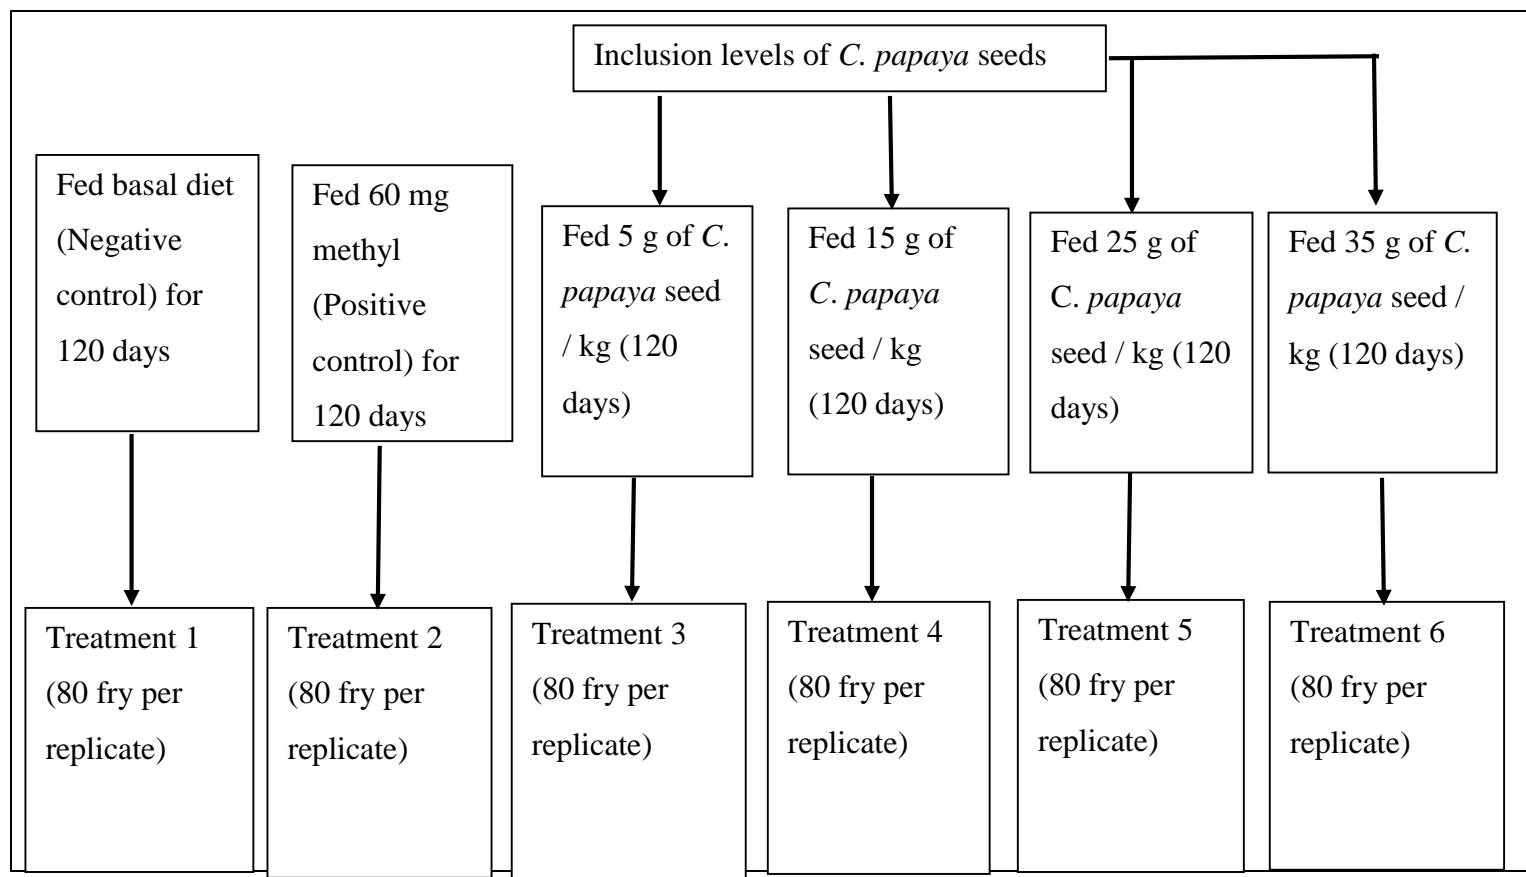 Inclusion levels of C. papaya seeds
Fed basal diet
(Negative
control) for
120 days
Fed 60 mg
methyl
(Positive
control) for
120 days
Fed 5 g of C.
papaya seed
/ kg (120
days)
Fed 15 g of
C. papaya
seed / kg
(120 days)
Fed 25 g of
C. papaya
seed / kg (120
days)
Fed 35 g of C.
papaya seed /
kg (120 days)
Treatment 1
(80 fry per
replicate)
Treatment 2
(80 fry per
replicate)
Treatment 3
(80 fry per
replicate)
Treatment 4
(80 fry per
replicate)
Treatment 5
(80 fry per
replicate)
Treatment 6
(80 fry per
replicate)